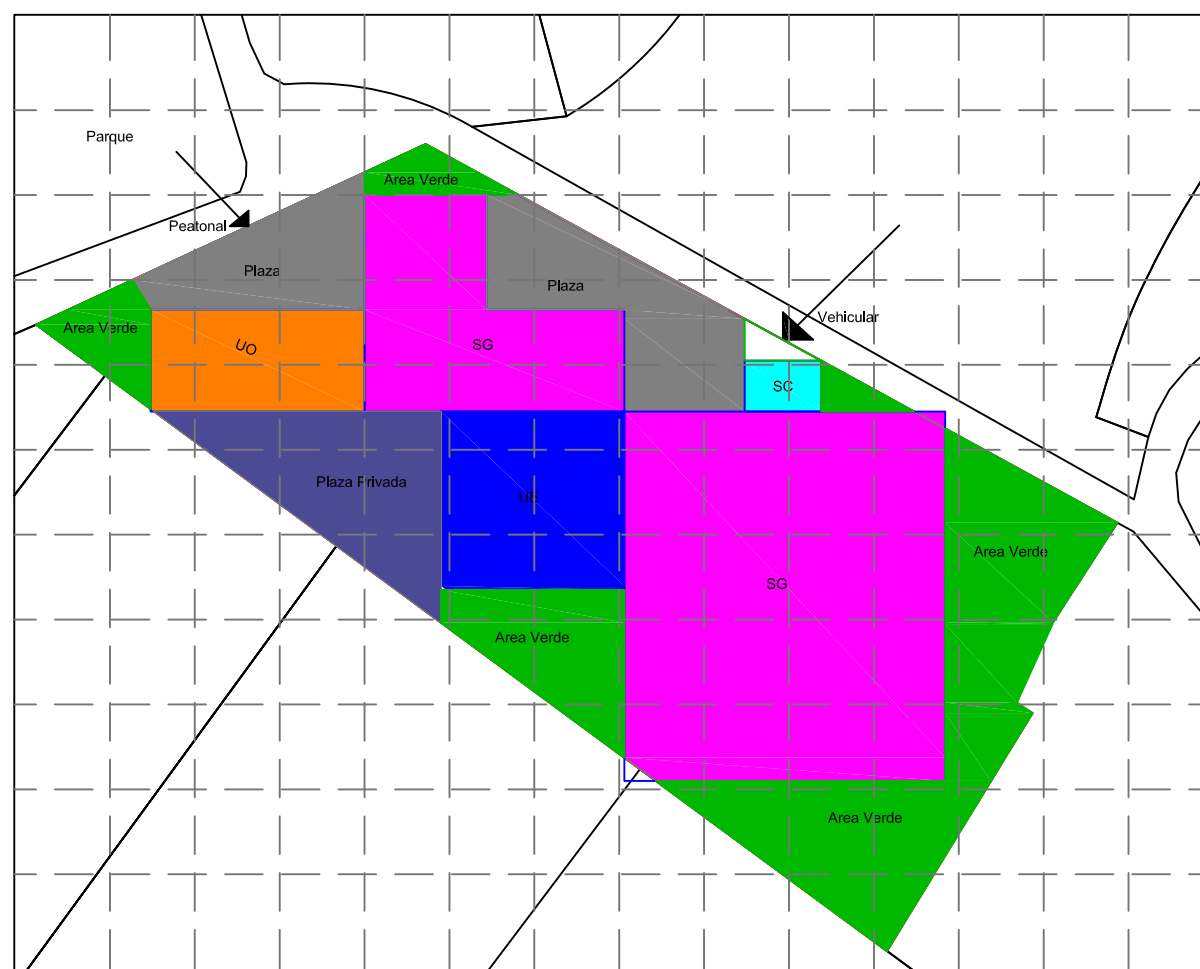 Parque
Area Verde
Peatonal
Plaza
Plaza
Vehicular
Area Verde
UO
SG
SC
Plaza Privada
UE
Area Verde
SG
Area Verde
Area Verde